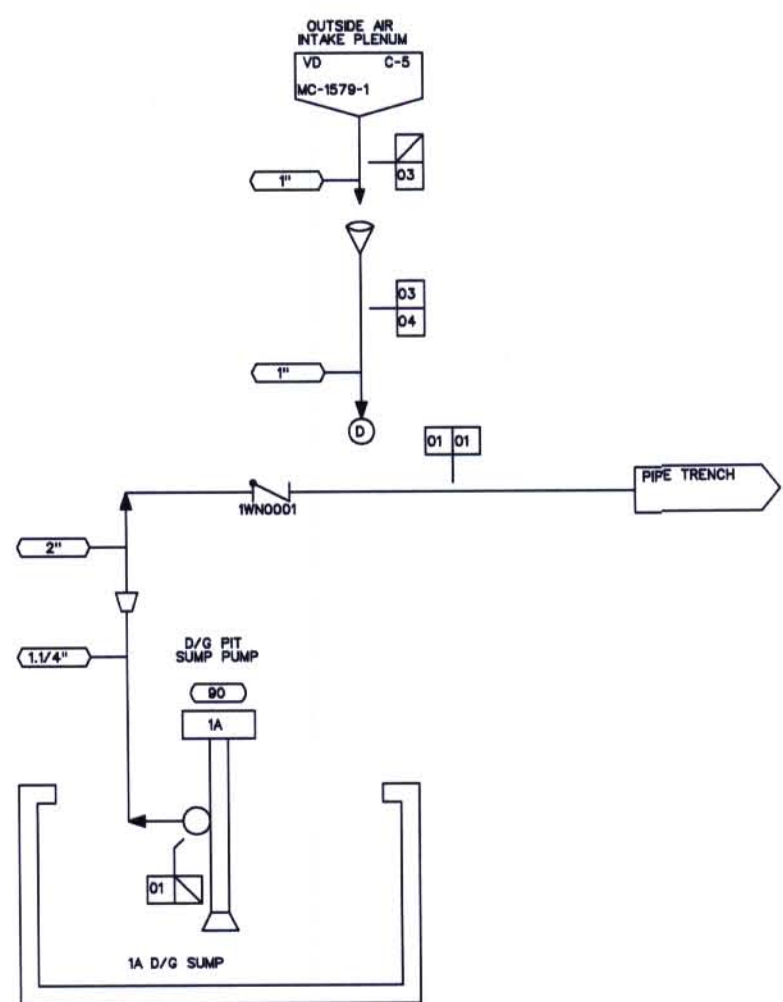 OUTSIDE AIR
INTAKE PLENUM
VD C-5
MC-1579-1
03
1"
03
04
1"
D
01 01
PIPE TRENCH
1WN0001
2"
D/G PIT
SUMP PUMP
1.1/4"
90
1A
01
1A D/G SUMP